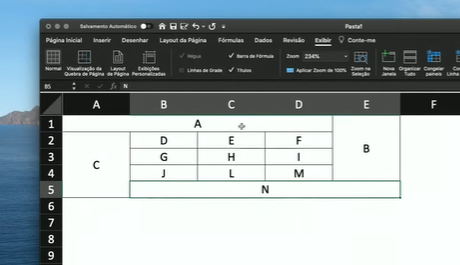 Salvamento Automático
Pasta1
Página Inicial Inserir Desenhar Layout da Página Fórmulas Dados Revisão Exibir Conte-me
Normal
Visualização da
Quebra de Página
Layout
de Página
Exibições
Personalizadas
Régua
Barra de Fórmula
Linhas de Grade
Títulos
Zoom 234%
Aplicar Zoom de 100%
Zoom na
Seleção
Nova
Janela
Organizar
Tudo
Congelar
painéis
B5 fx N
A B C D E F
1 A
2 D E F B
3 C G H I
4 J L M
5 N
6
7
8
9